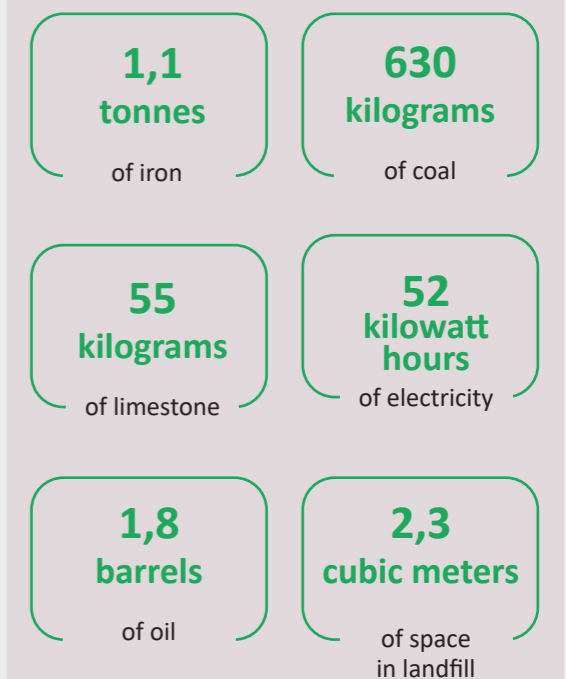 1,1
tonnes
of iron
630
kilograms
of coal
55
kilograms
of limestone
52
kilowatt
hours
of electricity
1,8
barrels
of oil
2,3
cubic meters
of space
in landfill